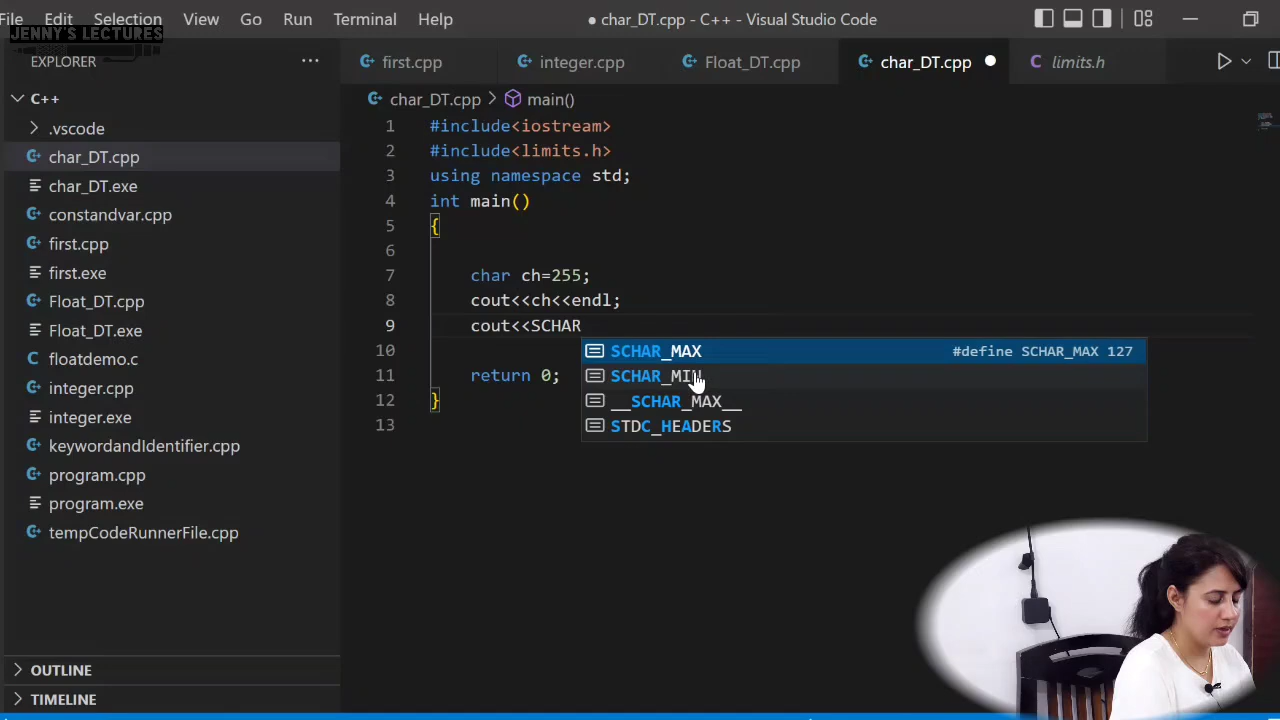 File Edit Selection View Go Run Terminal Help
● char_DT.cpp - C++ - Visual Studio Code
JENNY'S LECTURES
EXPLORER
first.cpp integer.cpp Float_DT.cpp char_DT.cpp limits.h
C++
char_DT.cpp > main()
.vscode
char_DT.cpp
char_DT.exe
constandvar.cpp
first.cpp
first.exe
Float_DT.cpp
Float_DT.exe
floatdemo.c
integer.cpp
integer.exe
keywordandIdentifier.cpp
program.cpp
program.exe
tempCodeRunnerFile.cpp
OUTLINE
TIMELINE
1 #include<iostream>
2 #include<limits.h>
3 using namespace std;
4 int main()
5 {
6
7 char ch=255;
8 cout<<ch<<endl;
9 cout<<SCHAR
10
11 return 0;
12 }
13
SCHAR_MAX #define SCHAR_MAX 127
SCHAR_MIN
__SCHAR_MAX__
STDC_HEADERS